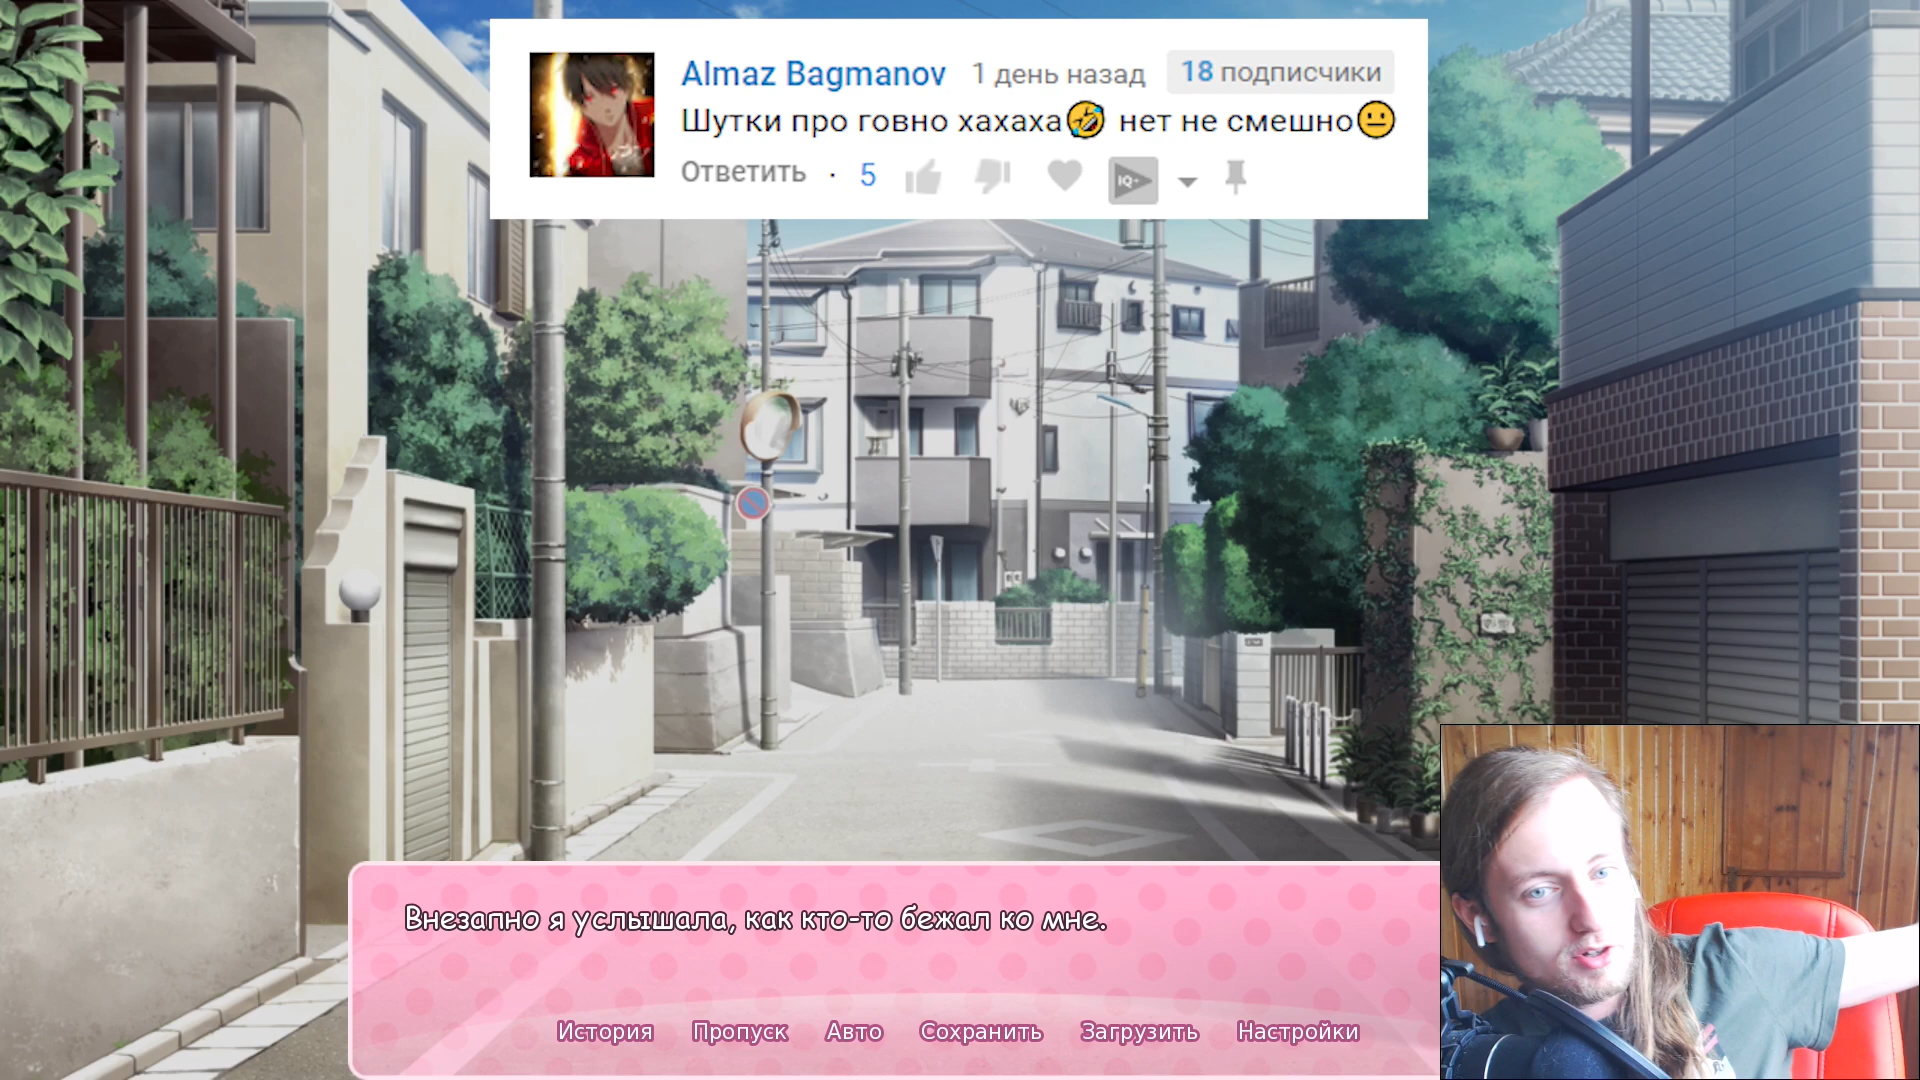 Almaz Bagmanov 1 день назад 18 подписчики
Шутки про говно хахаха🤣 нет не смешно😐
Ответить · 5 IQ+
Внезапно я услышала, как кто-то бежал ко мне.
История Пропуск Авто Сохранить Загрузить Настройки